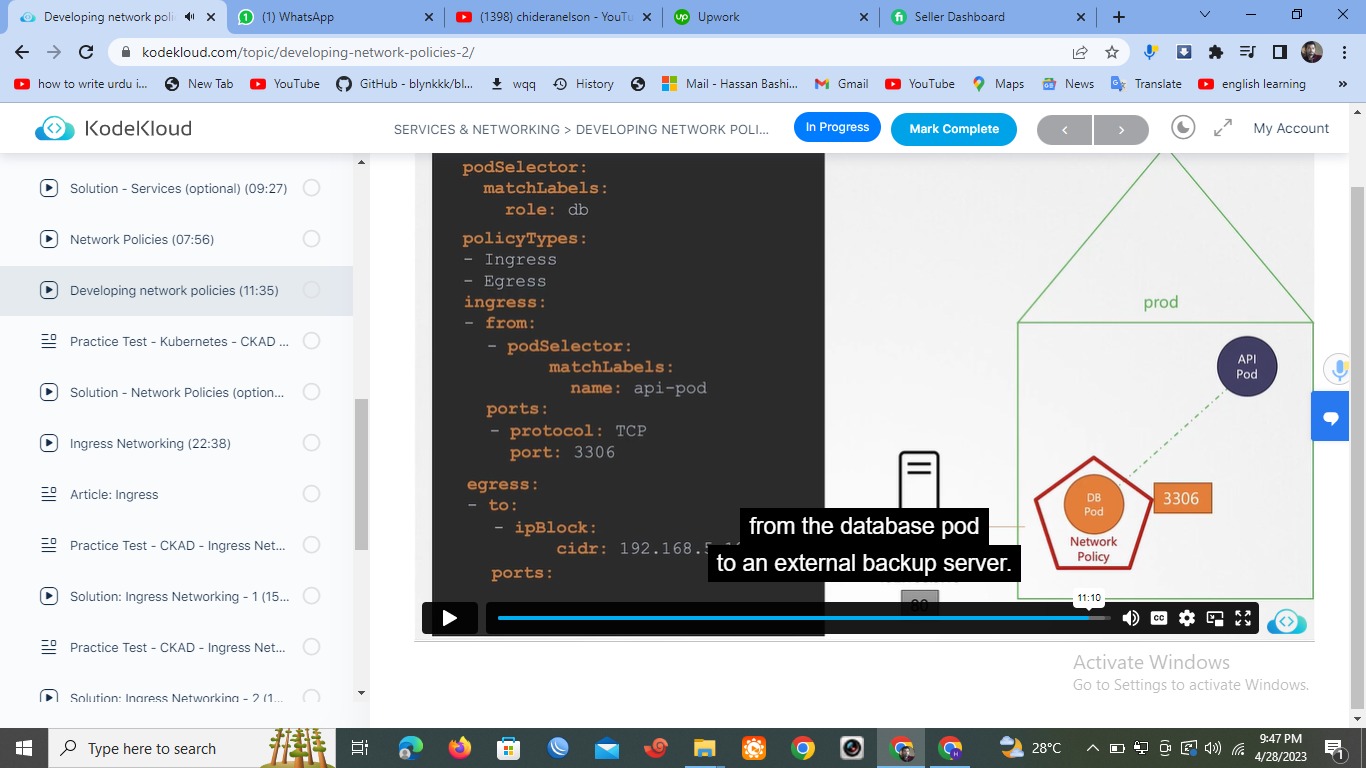 Developing network poli
(1) WhatsApp
(1398) chideranelson - YouTu
Upwork
Seller Dashboard
kodekloud.com/topic/developing-network-policies-2/
how to write urdu i...
New Tab
YouTube
GitHub - blynkkk/bl...
wqq
History
Mail - Hassan Bashi...
Gmail
YouTube
Maps
News
Translate
english learning
»
KodeKloud
SERVICES & NETWORKING > DEVELOPING NETWORK POLI...
In Progress
Mark Complete
My Account
Solution - Services (optional) (09:27)
Network Policies (07:56)
Developing network policies (11:35)
Practice Test - Kubernetes - CKAD ...
Solution - Network Policies (option...
Ingress Networking (22:38)
Article: Ingress
Practice Test - CKAD - Ingress Net...
Solution: Ingress Networking - 1 (15...
Practice Test - CKAD - Ingress Net...
Solution: Ingress Networking - 2 (1...
podSelector:
matchLabels:
role: db
policyTypes:
- Ingress
- Egress
ingress:
- from:
- podSelector:
matchLabels:
name: api-pod
ports:
- protocol: TCP
port: 3306
egress:
- to:
- ipBlock:
cidr: 192.168.5
ports:
prod
API
Pod
DB
Pod
3306
Network
Policy
80
from the database pod
to an external backup server.
11:10
CC
Activate Windows
Go to Settings to activate Windows.
Type here to search
28°C
9:47 PM
4/28/2023
1